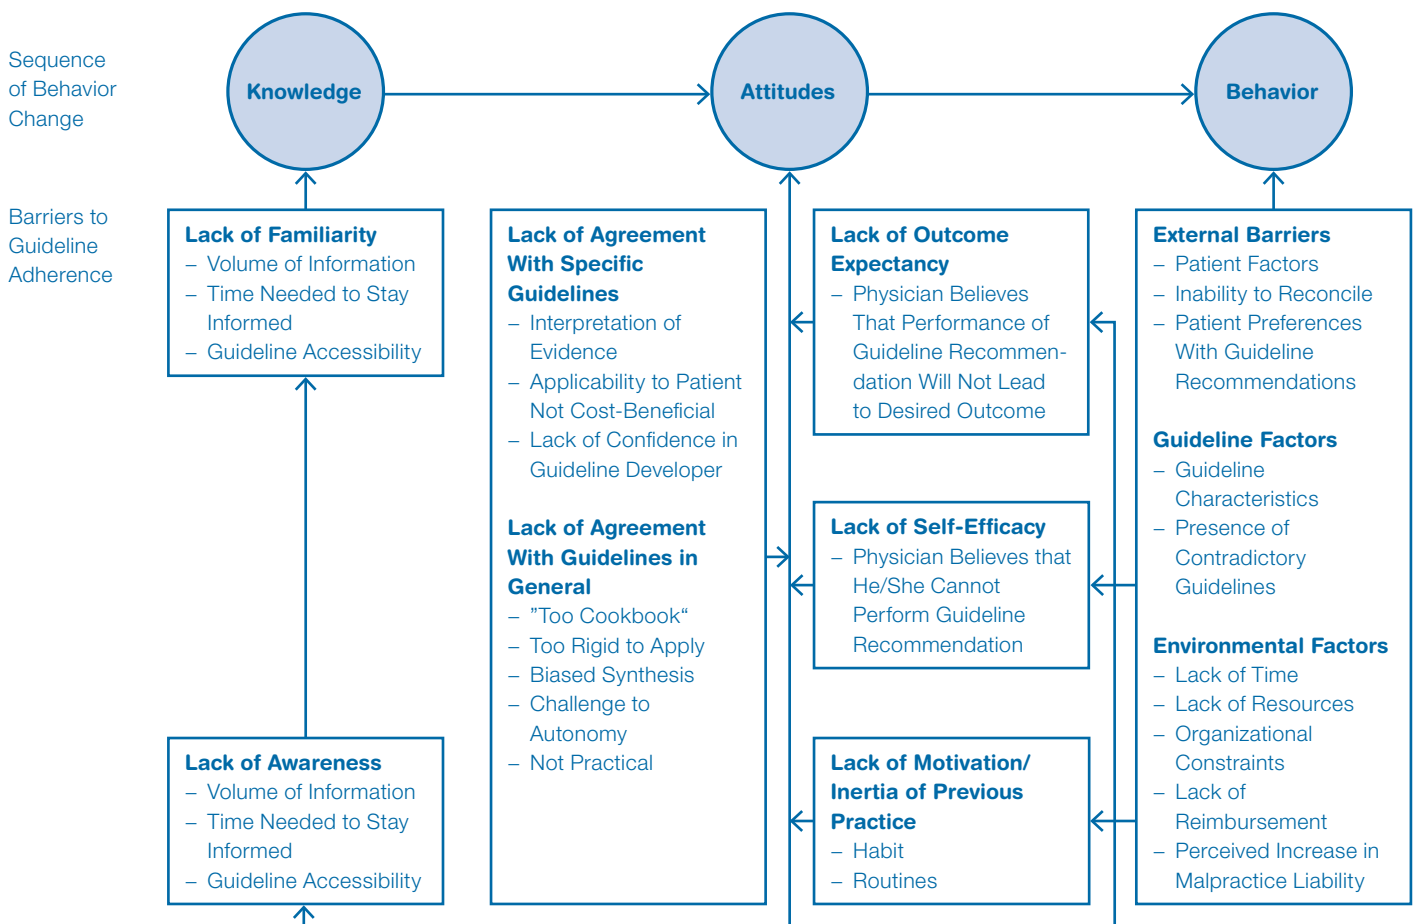 Sequence
of Behavior
Change
Knowledge
Attitudes
Behavior
Barriers to
Guideline
Adherence
Lack of Familiarity
– Volume of Information
– Time Needed to Stay
Informed
– Guideline Accessibility
Lack of Awareness
– Volume of Information
– Time Needed to Stay
Informed
– Guideline Accessibility
Lack of Agreement
With Specific
Guidelines
– Interpretation of
Evidence
– Applicability to Patient
Not Cost-Beneficial
– Lack of Confidence in
Guideline Developer
Lack of Agreement
With Guidelines in
General
– ”Too Cookbook“
– Too Rigid to Apply
– Biased Synthesis
– Challenge to
Autonomy
– Not Practical
Lack of Outcome
Expectancy
– Physician Believes
That Performance of
Guideline Recommen-
dation Will Not Lead
to Desired Outcome
Lack of Self-Efficacy
– Physician Believes that
He/She Cannot
Perform Guideline
Recommendation
Lack of Motivation/
Inertia of Previous
Practice
– Habit
– Routines
External Barriers
– Patient Factors
– Inability to Reconcile
– Patient Preferences
With Guideline
Recommendations
Guideline Factors
– Guideline
Characteristics
– Presence of
Contradictory
Guidelines
Environmental Factors
– Lack of Time
– Lack of Resources
– Organizational
Constraints
– Lack of
Reimbursement
– Perceived Increase in
Malpractice Liability